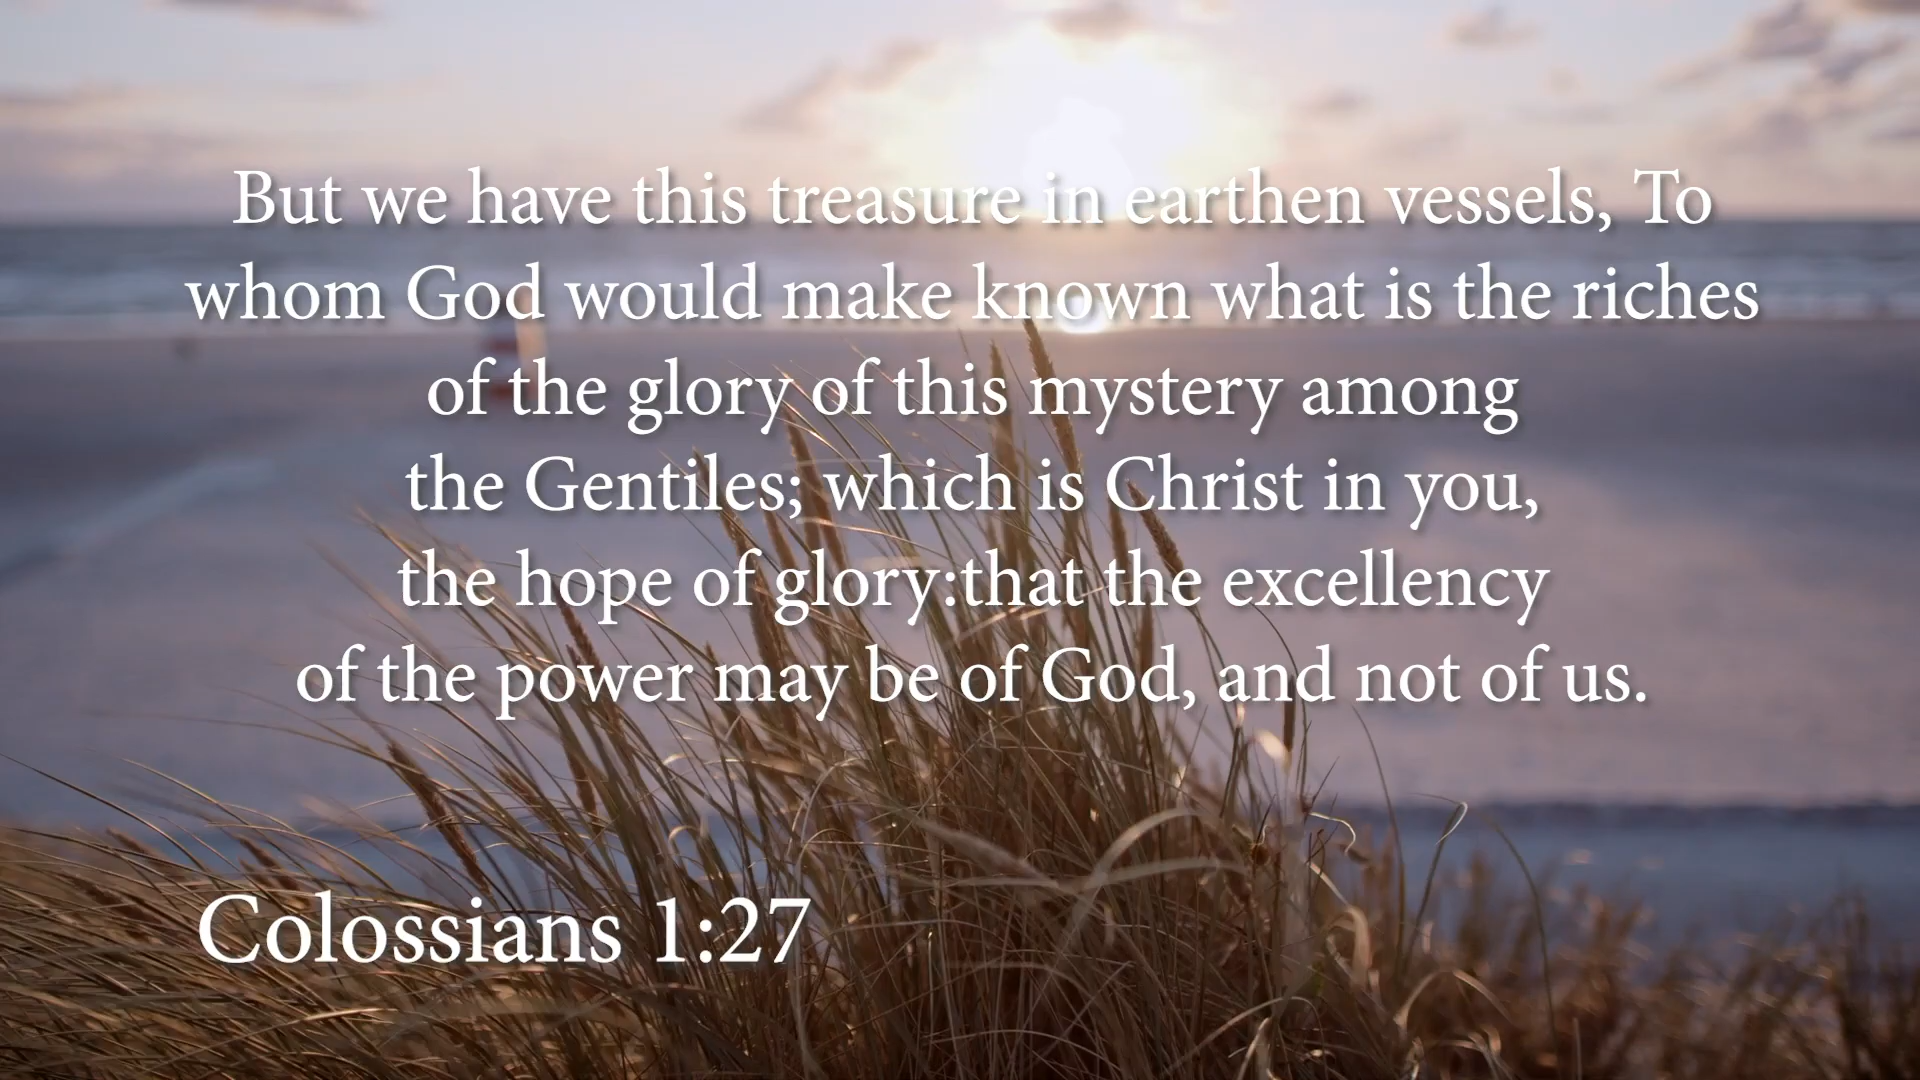 But we have this treasure in earthen vessels, To
whom God would make known what is the riches
of the glory of this mystery among
the Gentiles; which is Christ in you,
the hope of glory:that the excellency
of the power may be of God, and not of us.
Colossians 1:27